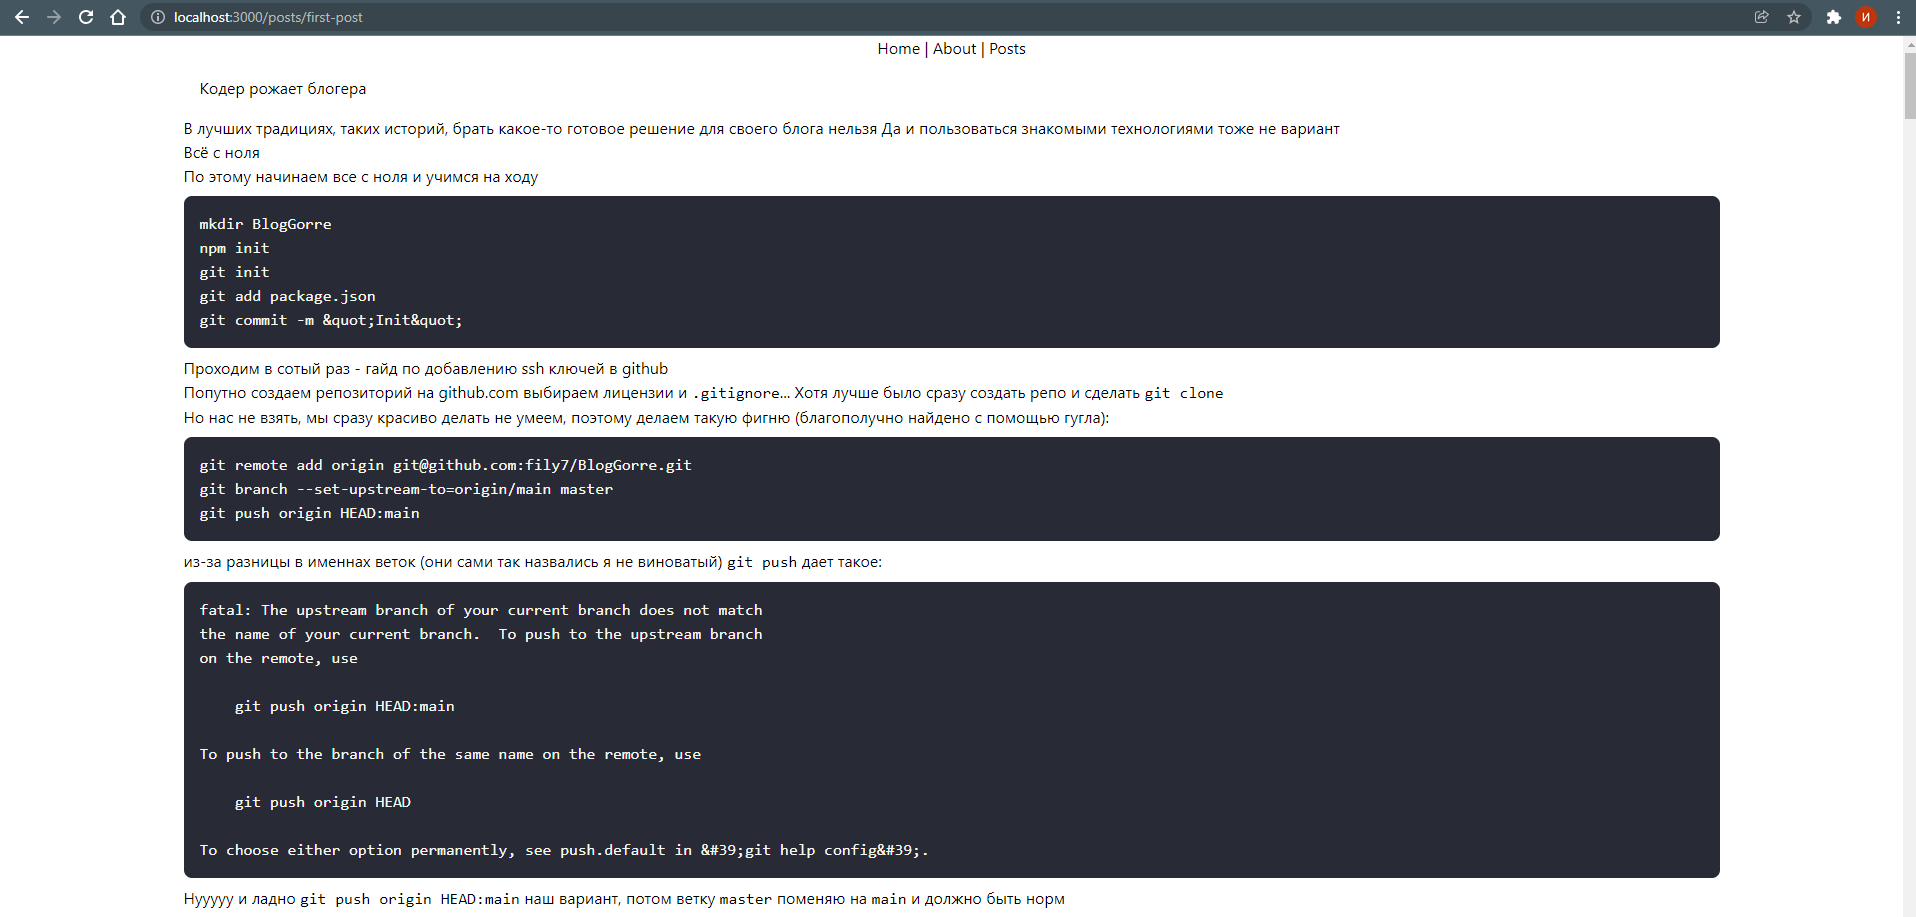 localhost:3000/posts/first-post
И
Home | About | Posts
Кодер рожает блогера
В лучших традициях, таких историй, брать какое-то готовое решение для своего блога нельзя Да и пользоваться знакомыми технологиями тоже не вариант
Всё с ноля
По этому начинаем все с ноля и учимся на ходу
mkdir BlogGorre
npm init
git init
git add package.json
git commit -m &quot;Init&quot;
Проходим в сотый раз - гайд по добавлению ssh ключей в github
Попутно создаем репозиторий на github.com выбираем лицензии и .gitignore... Хотя лучше было сразу создать репо и сделать git clone
Но нас не взять, мы сразу красиво делать не умеем, поэтому делаем такую фигню (благополучно найдено с помощью гугла):
git remote add origin git@github.com:fily7/BlogGorre.git
git branch --set-upstream-to=origin/main master
git push origin HEAD:main
из-за разницы в именнах веток (они сами так назвались я не виноватый) git push дает такое:
fatal: The upstream branch of your current branch does not match
the name of your current branch.  To push to the upstream branch
on the remote, use
git push origin HEAD:main
To push to the branch of the same name on the remote, use
git push origin HEAD
To choose either option permanently, see push.default in &#39;git help config&#39;.
Нууууу и ладно git push origin HEAD:main наш вариант, потом ветку master поменяю на main и должно быть норм